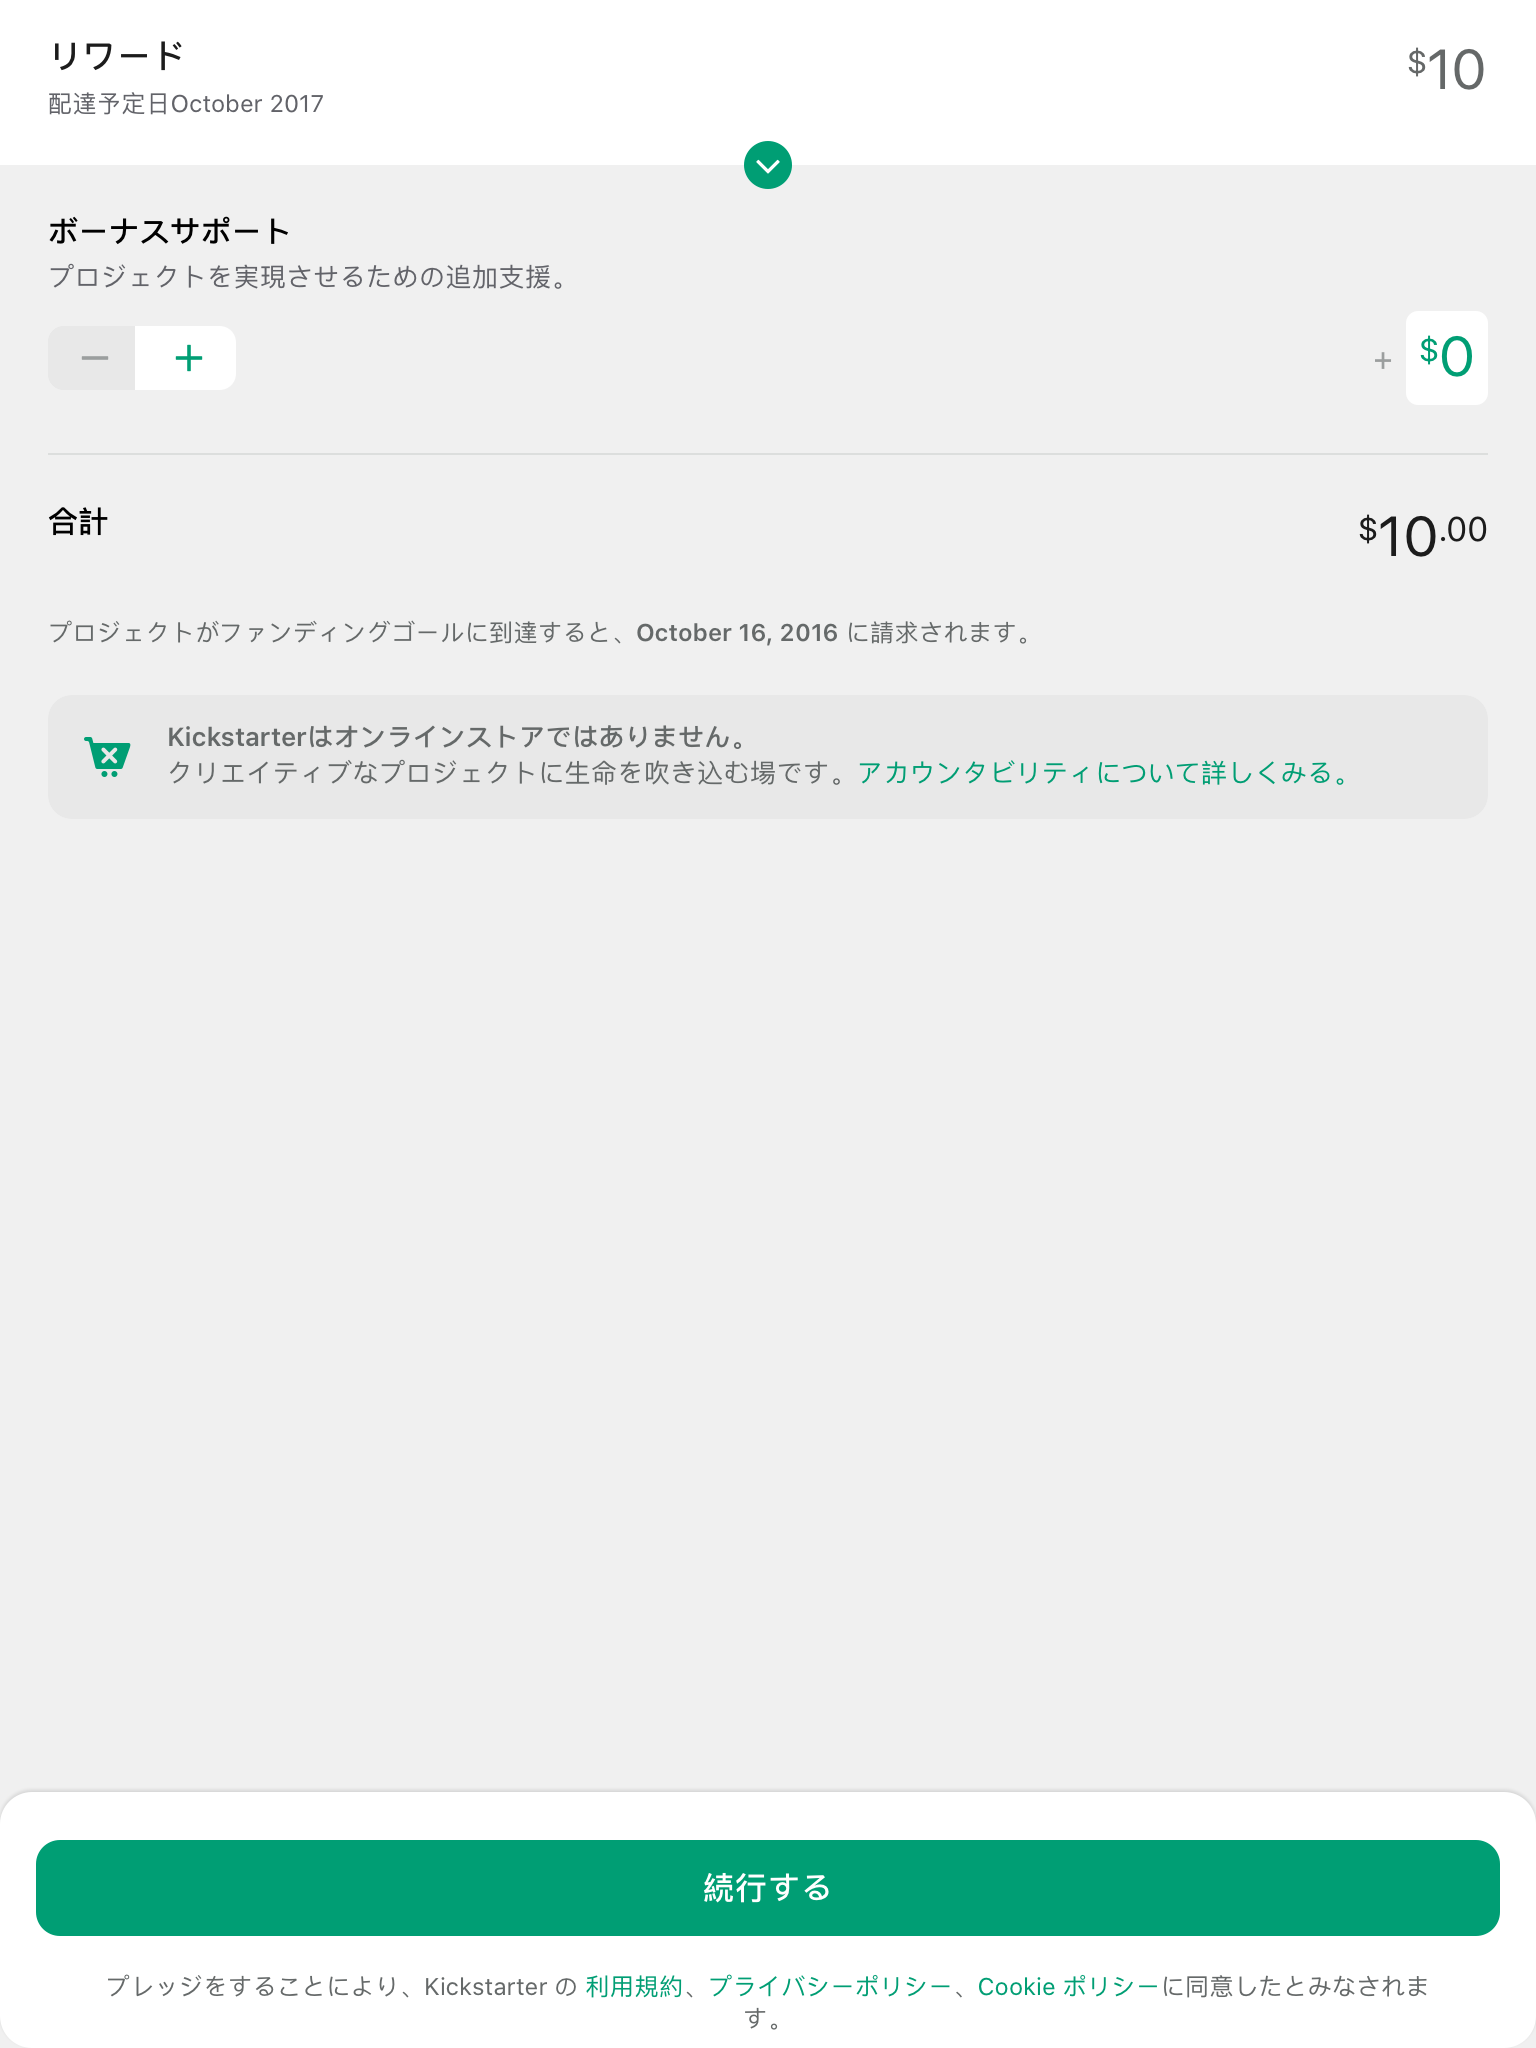 リワード
$10
配達予定日October 2017
ボーナスサポート
プロジェクトを実現させるための追加支援。
+ $0
合計
$10.00
プロジェクトがファンディングゴールに到達すると、October 16, 2016 に請求されます。
Kickstarterはオンラインストアではありません。
クリエイティブなプロジェクトに生命を吹き込む場です。アカウンタビリティについて詳しくみる。
続行する
プレッジをすることにより、Kickstarter の 利用規約、プライバシーポリシー、Cookie ポリシーに同意したとみなされま
す。